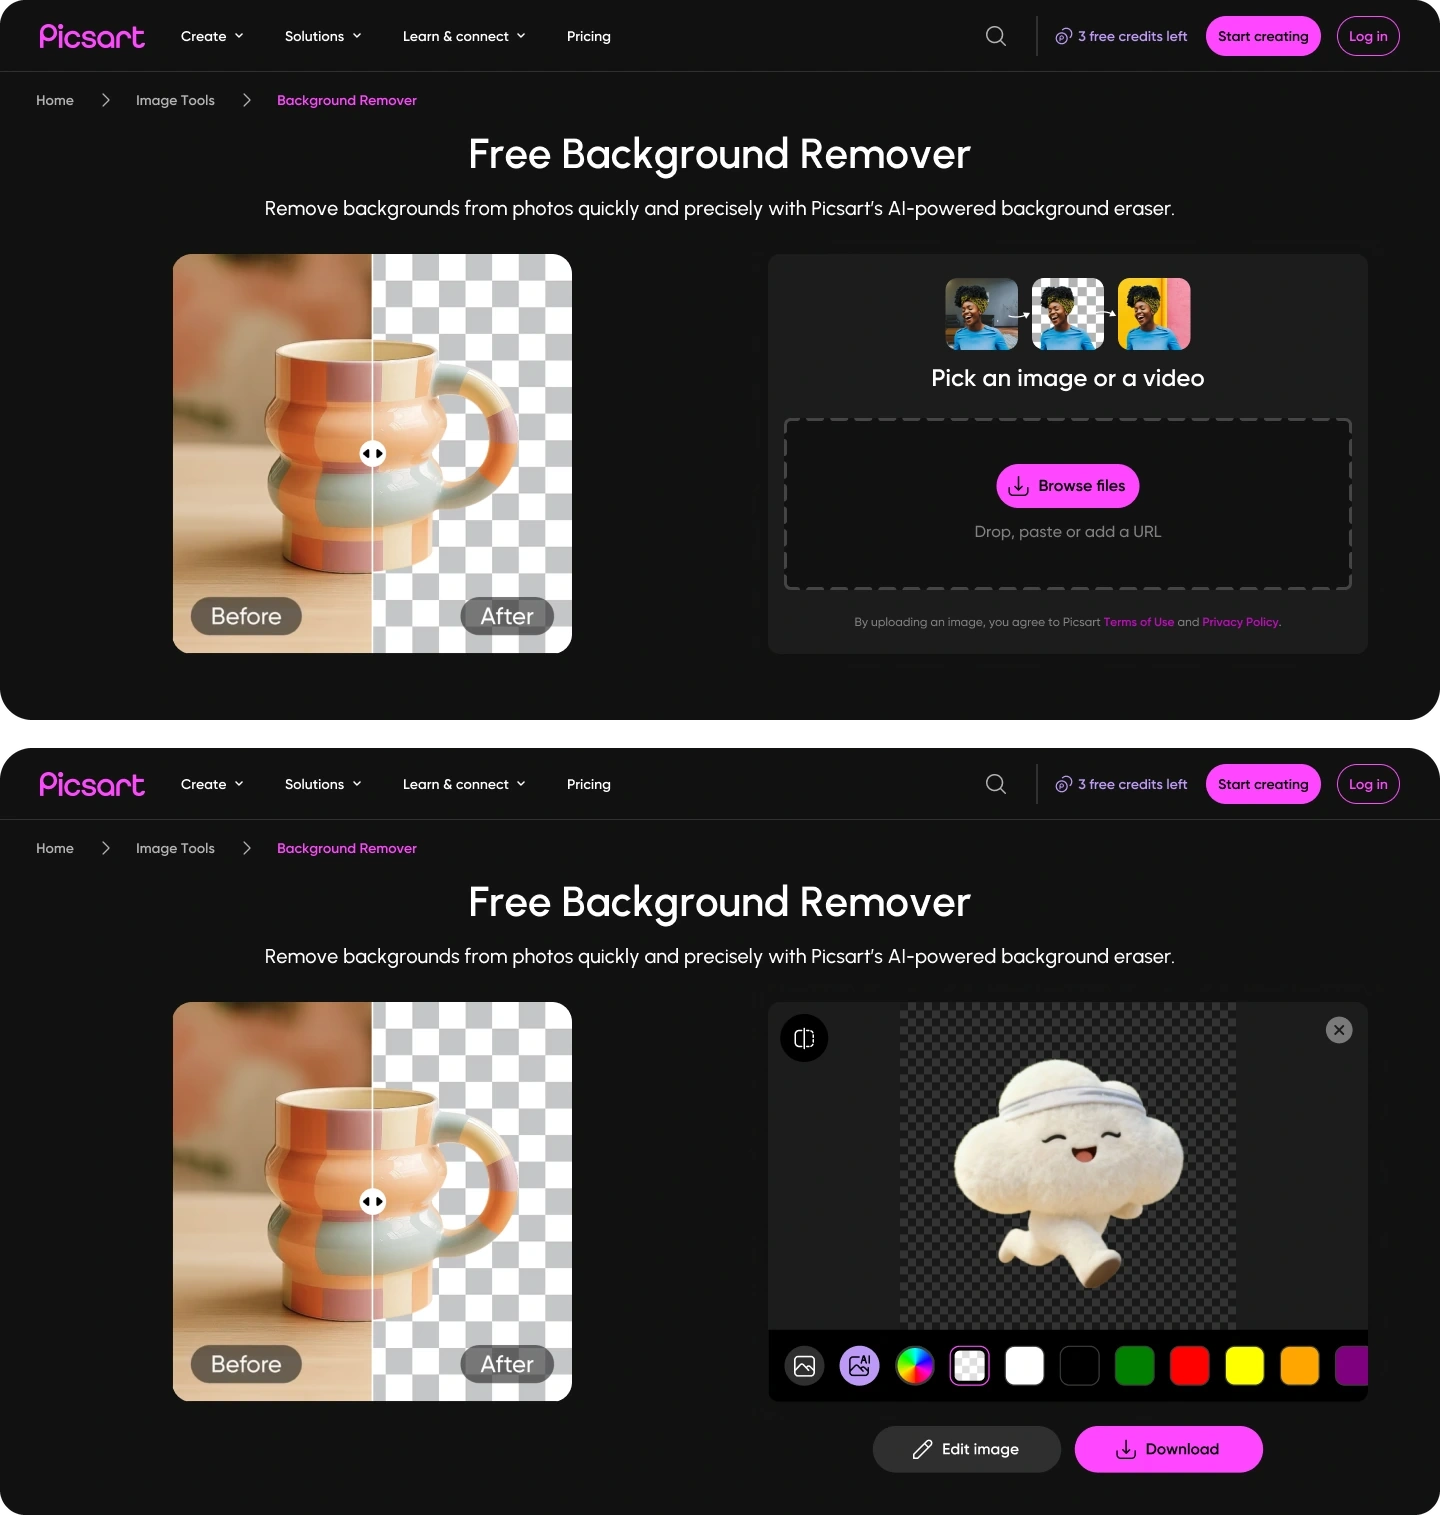 Picsart Create Solutions Learn & connect Pricing 3 free credits left Start creating Log in
Home Image Tools Background Remover
Free Background Remover
Remove backgrounds from photos quickly and precisely with Picsart's AI-powered background eraser.
Pick an image or a video
Browse files
Drop, paste or add a URL
Before After
By uploading an image, you agree to Picsart Terms of Use and Privacy Policy.
Picsart Create Solutions Learn & connect Pricing 3 free credits left Start creating Log in
Home Image Tools Background Remover
Free Background Remover
Remove backgrounds from photos quickly and precisely with Picsart's AI-powered background eraser.
Before After
AI
Edit image Download